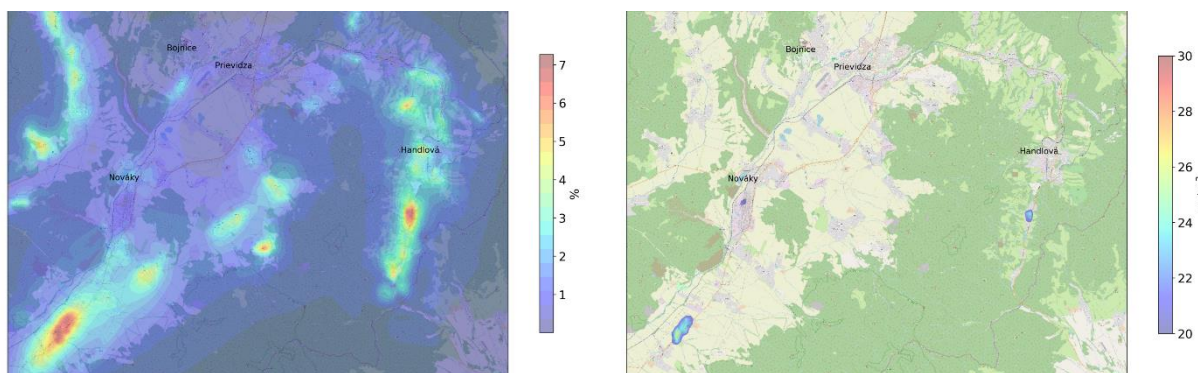 Bojnice
Prievidza
Handlová
Nováky
7
6
5
4
3
2
1
%
Bojnice
Prievidza
Handlová
Nováky
30
28
26
24
22
20